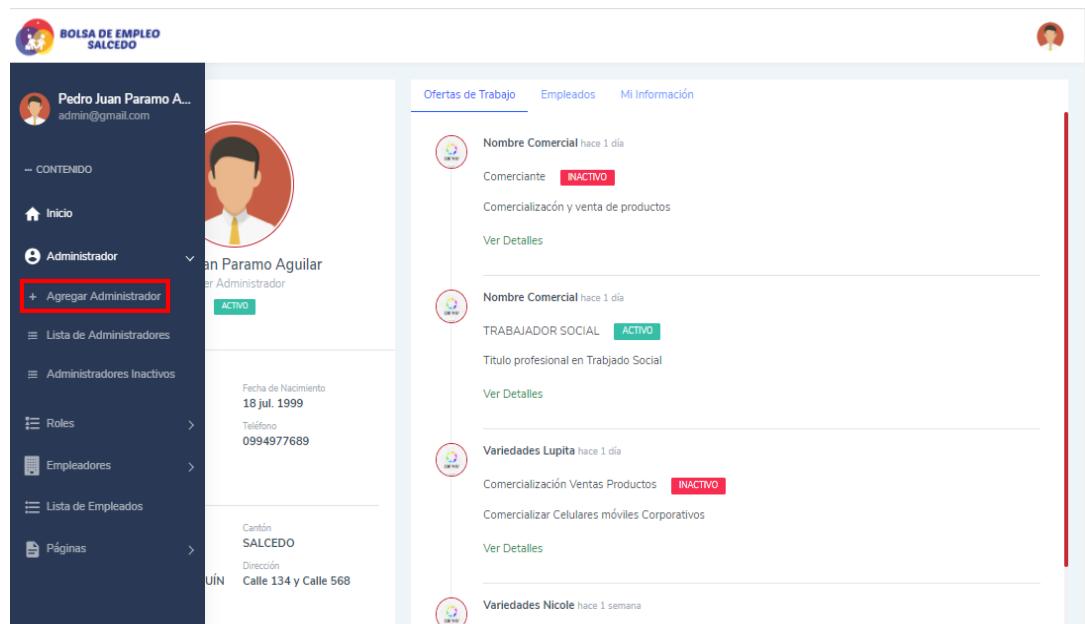 BOLSA DE EMPLEO
SALCEDO
Pedro Juan Paramo A...
admin@gmail.com
--- CONTENIDO
Inicio
Administrador
+ Agregar Administrador
Lista de Administradores
Administradores Inactivos
Roles
Empleadores
Lista de Empleados
Páginas
an Paramo Aguilar
er Administrador
ACTIVO
Fecha de Nacimiento
18 jul. 1999
Teléfono
0994977689
Cantón
SALCEDO
Dirección
UÍN Calle 134 y Calle 568
Ofertas de Trabajo Empleados Mi Información
Nombre Comercial hace 1 día
Comerciante INACTIVO
Comercializacón y venta de productos
Ver Detalles
Nombre Comercial hace 1 día
TRABAJADOR SOCIAL ACTIVO
Titulo profesional en Trabjado Social
Ver Detalles
Variedades Lupita hace 1 día
Comercialización Ventas Productos INACTIVO
Comercializar Celulares móviles Corporativos
Ver Detalles
Variedades Nicole hace 1 semana